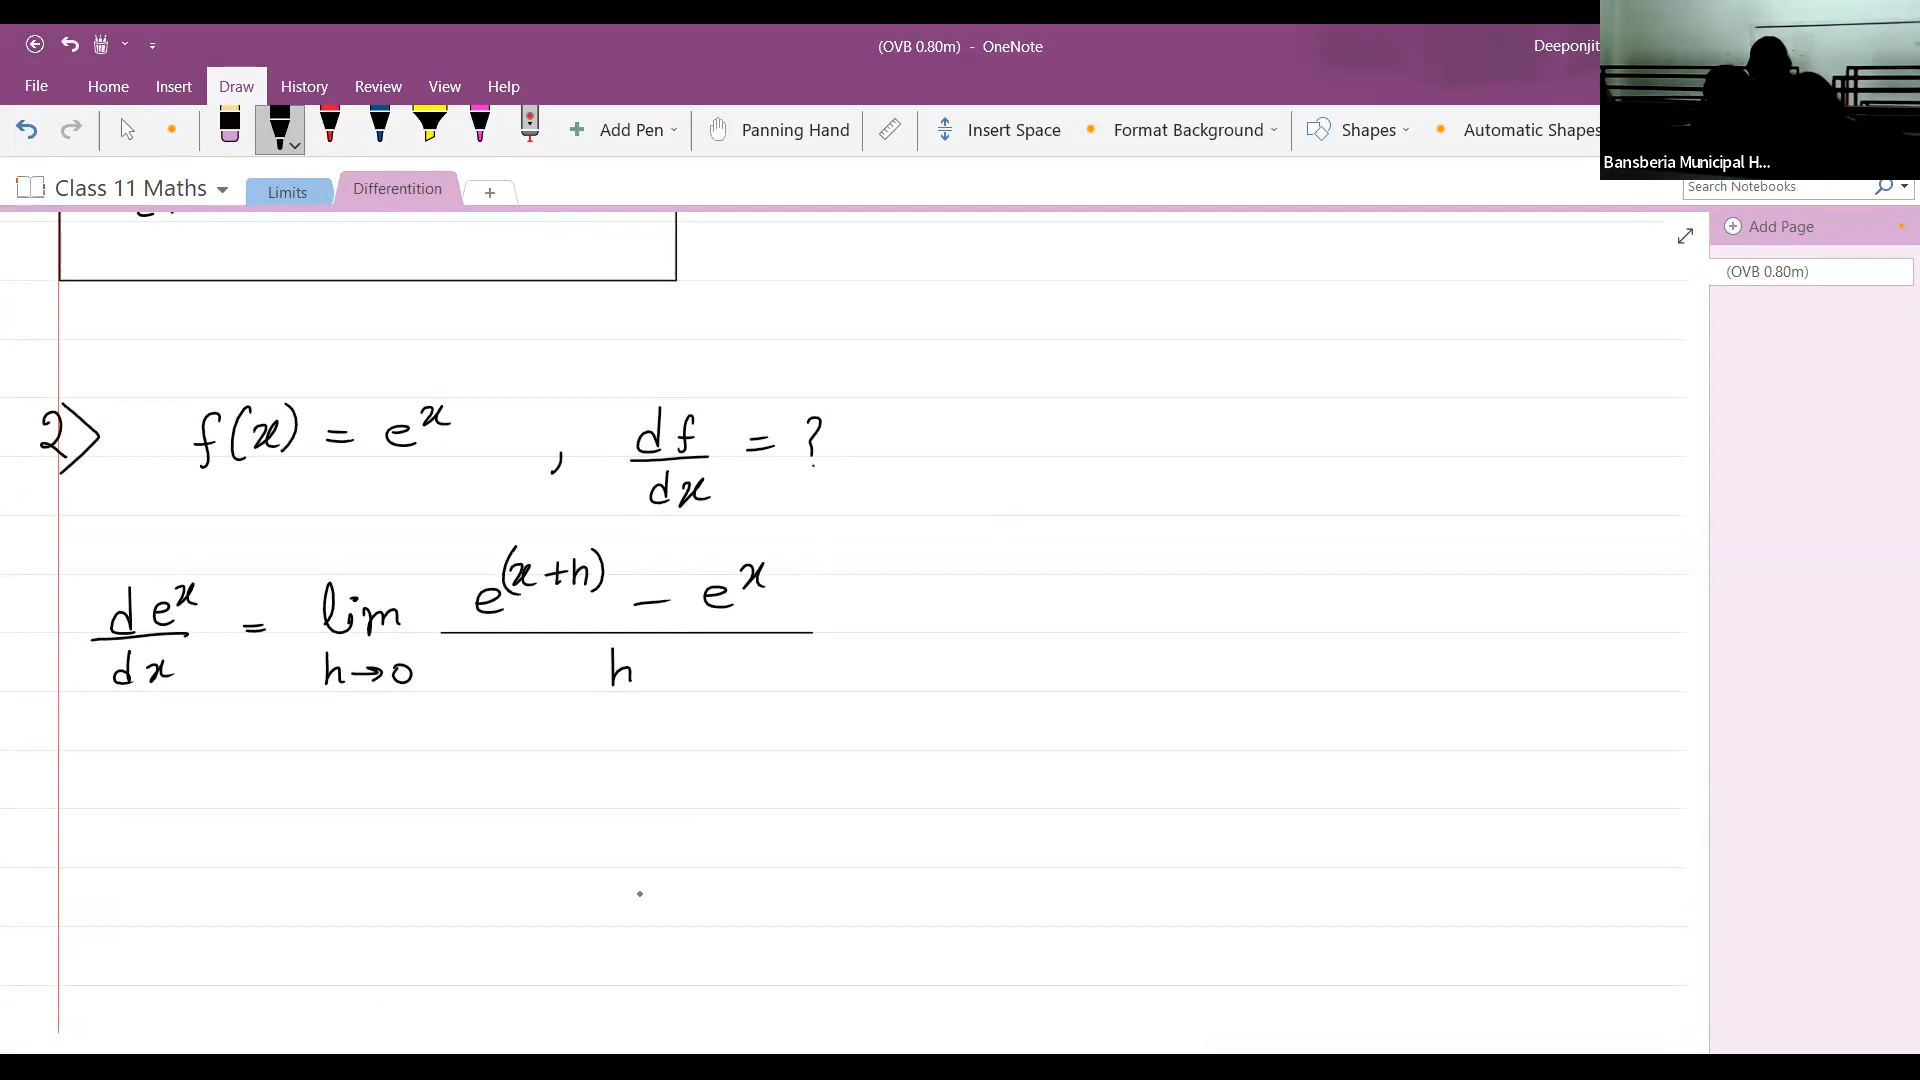 (OVB 0.80m) - OneNote
Deeponjit
File Home Insert Draw History Review View Help
Add Pen Panning Hand Insert Space Format Background Shapes Automatic Shapes
Bansberia Municipal H...
Class 11 Maths Limits Differentition +
Search Notebooks
Add Page
(OVB 0.80m)
2> f(x) = e^x , df/dx = ?
de^x/dx = lim h→0 (e^(x+h) - e^x)/h